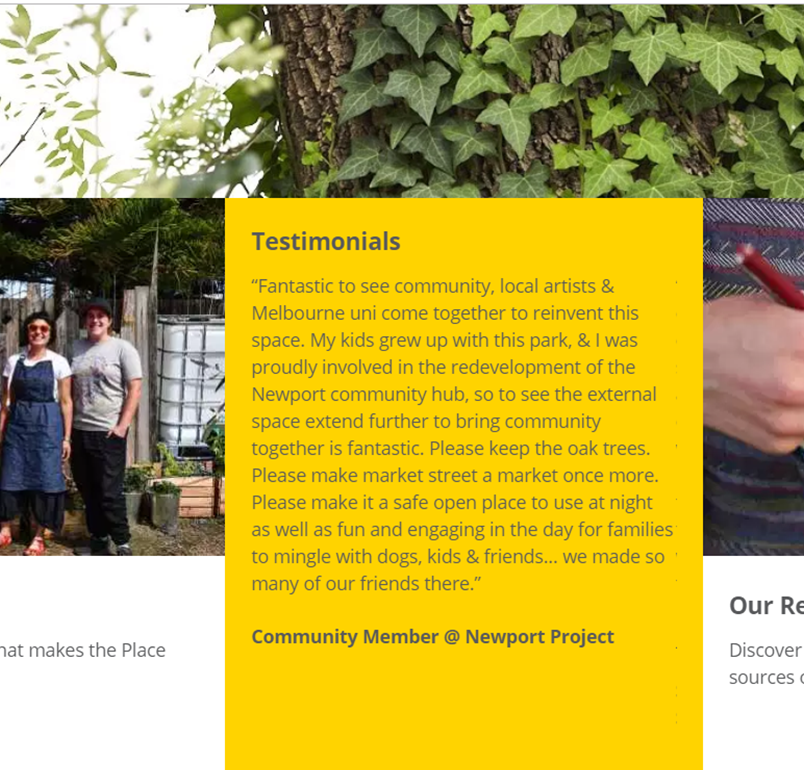 Testimonials
“Fantastic to see community, local artists &
Melbourne uni come together to reinvent this
space. My kids grew up with this park, & I was
proudly involved in the redevelopment of the
Newport community hub, so to see the external
space extend further to bring community
together is fantastic. Please keep the oak trees.
Please make market street a market once more.
Please make it a safe open place to use at night
as well as fun and engaging in the day for families
to mingle with dogs, kids & friends... we made so
many of our friends there.”
Community Member @ Newport Project
hat makes the Place
Our Re
Discover
sources